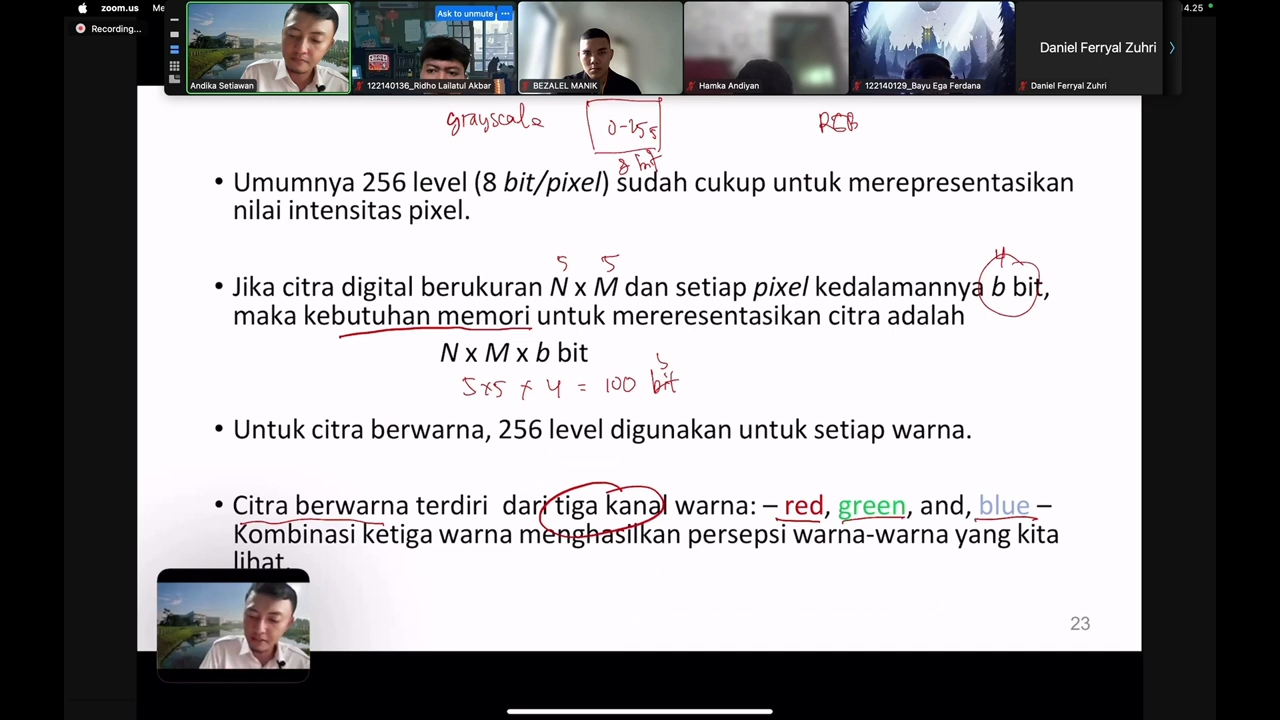 zoom.us Me
4.25
Recording...
Ask to unmute
Andika Setiawan
122140136_Ridho Lailatul Akbar
BEZALEL MANIK
Hamka Andiyan
122140129_Bayu Ega Ferdana
Daniel Ferryal Zuhri
Daniel Ferryal Zuhri
grayscale 0-255 RGB
8 bit
• Umumnya 256 level (8 bit/pixel) sudah cukup untuk merepresentasikan
nilai intensitas pixel.
5 5 4
• Jika citra digital berukuran N x M dan setiap pixel kedalamannya b bit,
maka kebutuhan memori untuk mereresentasikan citra adalah
N x M x b bit
5x5 x 4 = 100 bit
• Untuk citra berwarna, 256 level digunakan untuk setiap warna.
• Citra berwarna terdiri dari tiga kanal warna: – red, green, and, blue –
Kombinasi ketiga warna menghasilkan persepsi warna-warna yang kita
lihat.
23